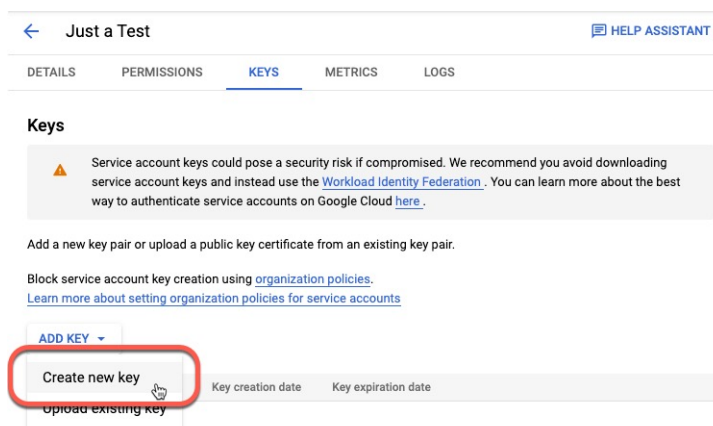 Just a Test
HELP ASSISTANT
DETAILS PERMISSIONS KEYS METRICS LOGS
Keys
Service account keys could pose a security risk if compromised. We recommend you avoid downloading
service account keys and instead use the Workload Identity Federation . You can learn more about the best
way to authenticate service accounts on Google Cloud here .
Add a new key pair or upload a public key certificate from an existing key pair.
Block service account key creation using organization policies.
Learn more about setting organization policies for service accounts
ADD KEY
Create new key
Key creation date Key expiration date
Upload existing key